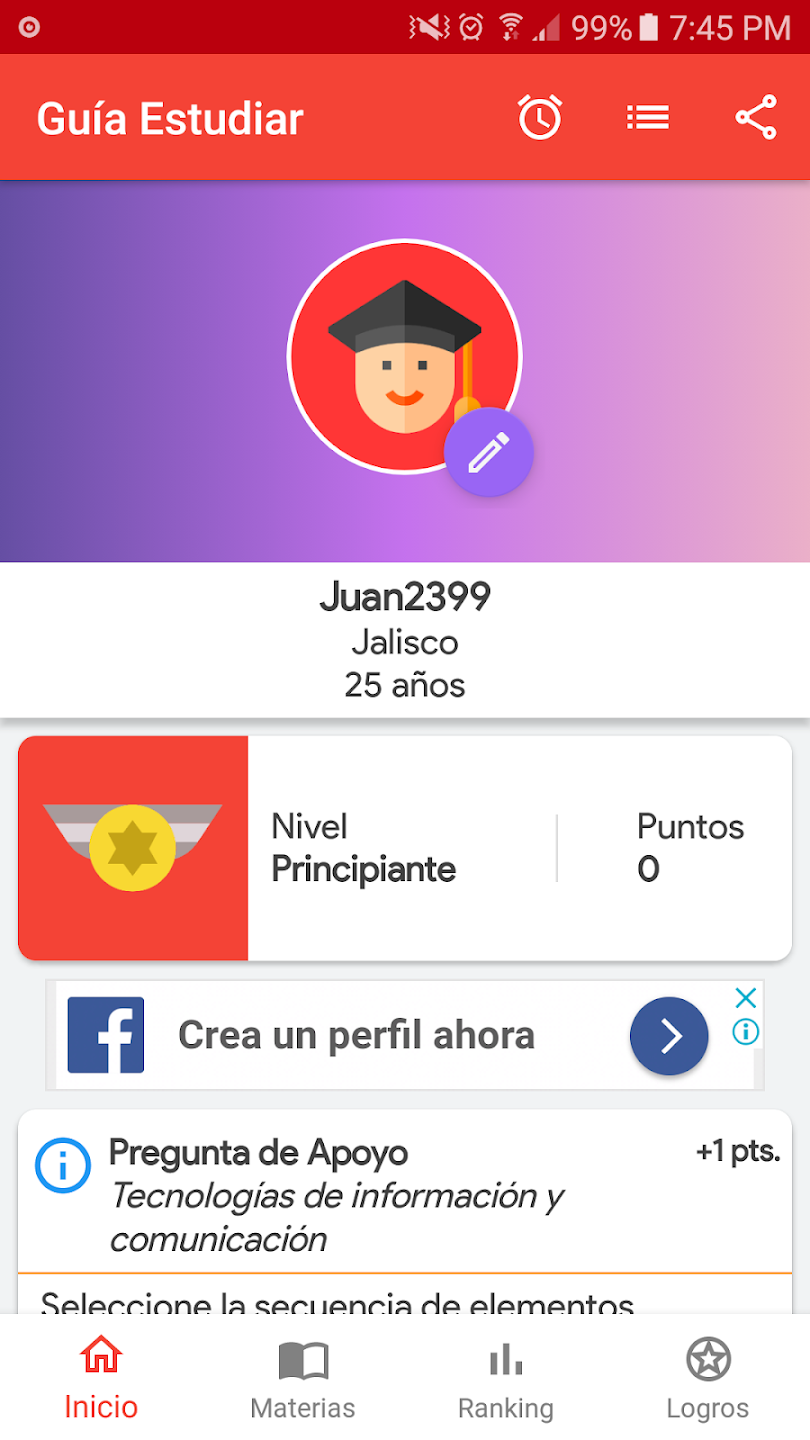 99% 7:45 PM
Guía Estudiar
Juan2399
Jalisco
25 años
Nivel
Principiante
Puntos
0
Crea un perfil ahora
Pregunta de Apoyo
+1 pts.
Tecnologías de información y
comunicación
Seleccione la secuencia de elementos
Inicio
Materias
Ranking
Logros